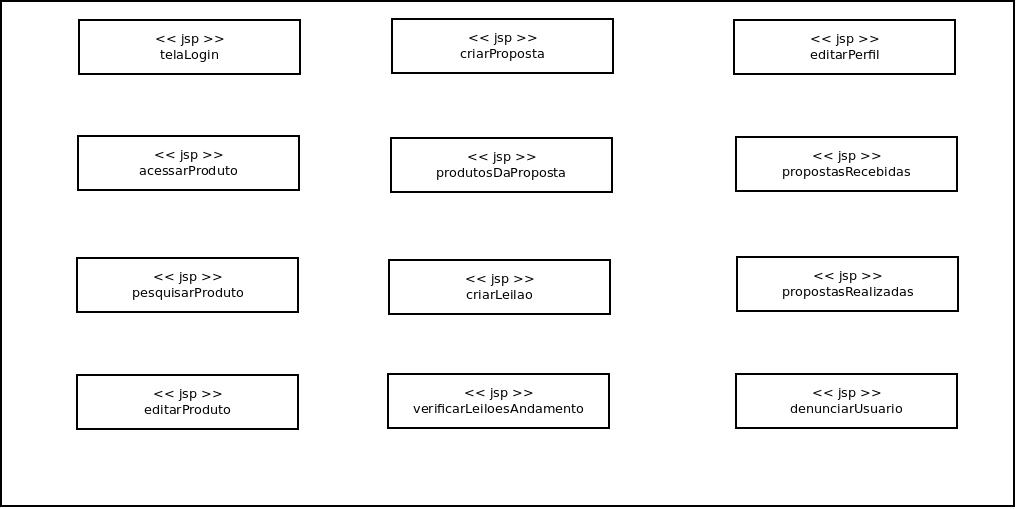 << jsp >>
telaLogin
<< jsp >>
criarProposta
<< jsp >>
editarPerfil
<< jsp >>
acessarProduto
<< jsp >>
produtosDaProposta
<< jsp >>
propostasRecebidas
<< jsp >>
pesquisarProduto
<< jsp >>
criarLeilao
<< jsp >>
propostasRealizadas
<< jsp >>
editarProduto
<< jsp >>
verificarLeiloesAndamento
<< jsp >>
denunciarUsuario